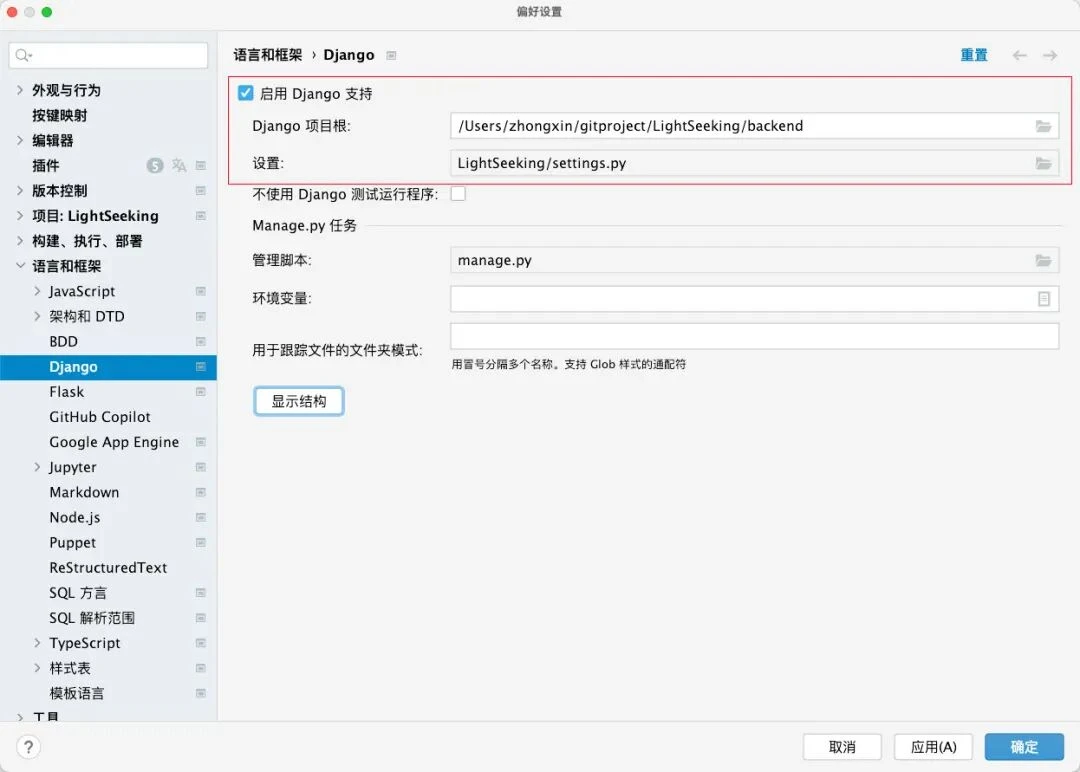 偏好设置
语言和框架 › Django
重置
外观与行为
按键映射
编辑器
插件 5
版本控制
项目: LightSeeking
构建、执行、部署
语言和框架
JavaScript
架构和 DTD
BDD
Django
Flask
GitHub Copilot
Google App Engine
Jupyter
Markdown
Node.js
Puppet
ReStructuredText
SQL 方言
SQL 解析范围
TypeScript
样式表
模板语言
工具
启用 Django 支持
Django 项目根: /Users/zhongxin/gitproject/LightSeeking/backend
设置: LightSeeking/settings.py
不使用 Django 测试运行程序:
Manage.py 任务
管理脚本: manage.py
环境变量:
用于跟踪文件的文件夹模式:
用冒号分隔多个名称。支持 Glob 样式的通配符
显示结构
?
取消
应用(A)
确定